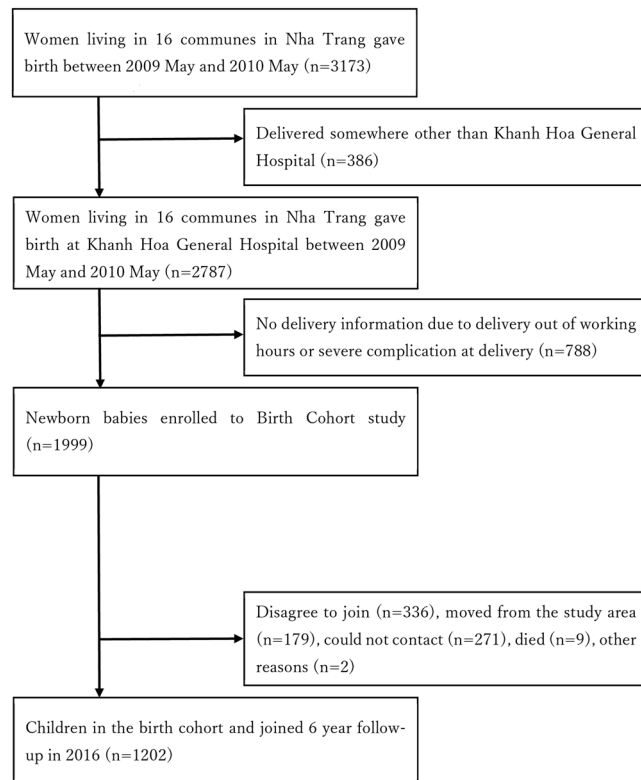 Women living in 16 communes in Nha Trang gave
birth between 2009 May and 2010 May (n=3173)
Delivered somewhere other than Khanh Hoa General
Hospital (n=386)
Women living in 16 communes in Nha Trang gave
birth at Khanh Hoa General Hospital between 2009
May and 2010 May (n=2787)
No delivery information due to delivery out of working
hours or severe complication at delivery (n=788)
Newborn babies enrolled to Birth Cohort study
(n=1999)
Disagree to join (n=336), moved from the study area
(n=179), could not contact (n=271), died (n=9), other
reasons (n=2)
Children in the birth cohort and joined 6 year follow-
up in 2016 (n=1202)